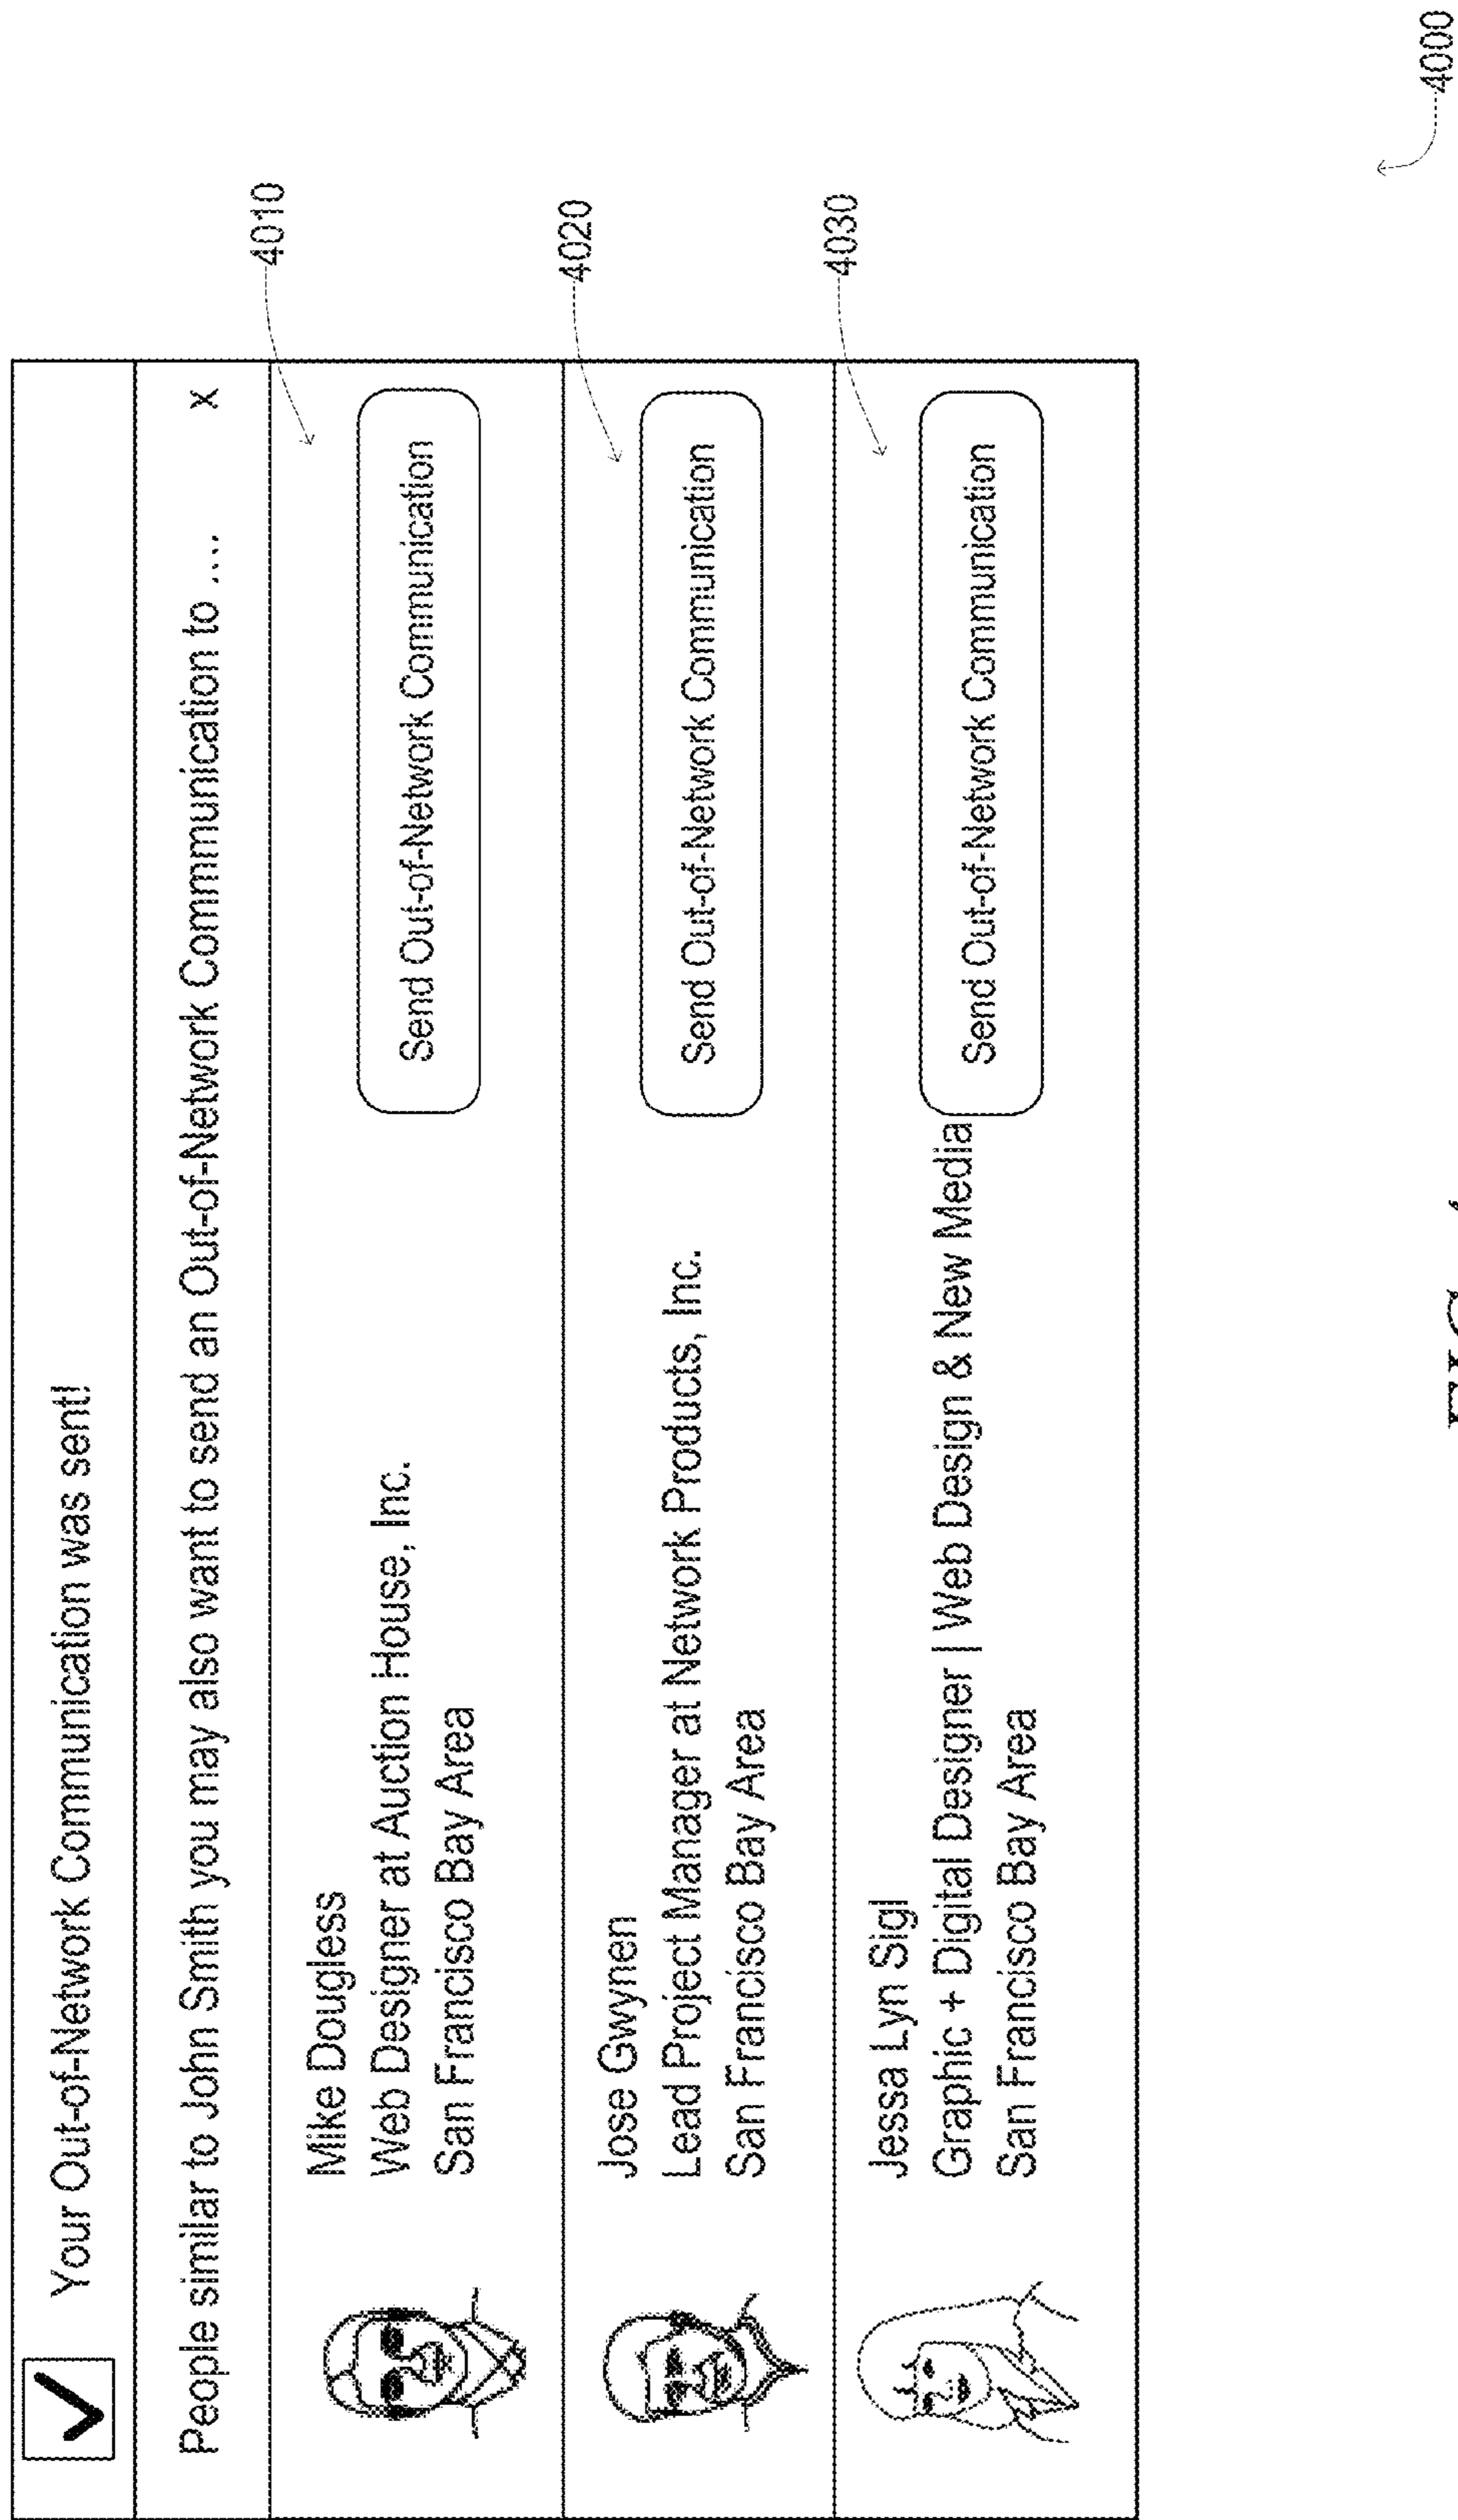 Your Out-of-Network Communication was sent!
People similar to John Smith you may also want to send an Out-of-Network Communication to .... x
4010
Mike Dougless
Web Designer at Auction House, Inc.
San Francisco Bay Area
Send Out-of-Network Communication
4020
Jose Gwynen
Lead Project Manager at Network Products, Inc.
San Francisco Bay Area
Send Out-of-Network Communication
4030
Jessa Lyn Sigl
Graphic + Digital Designer | Web Design & New Media
San Francisco Bay Area
Send Out-of-Network Communication
4000